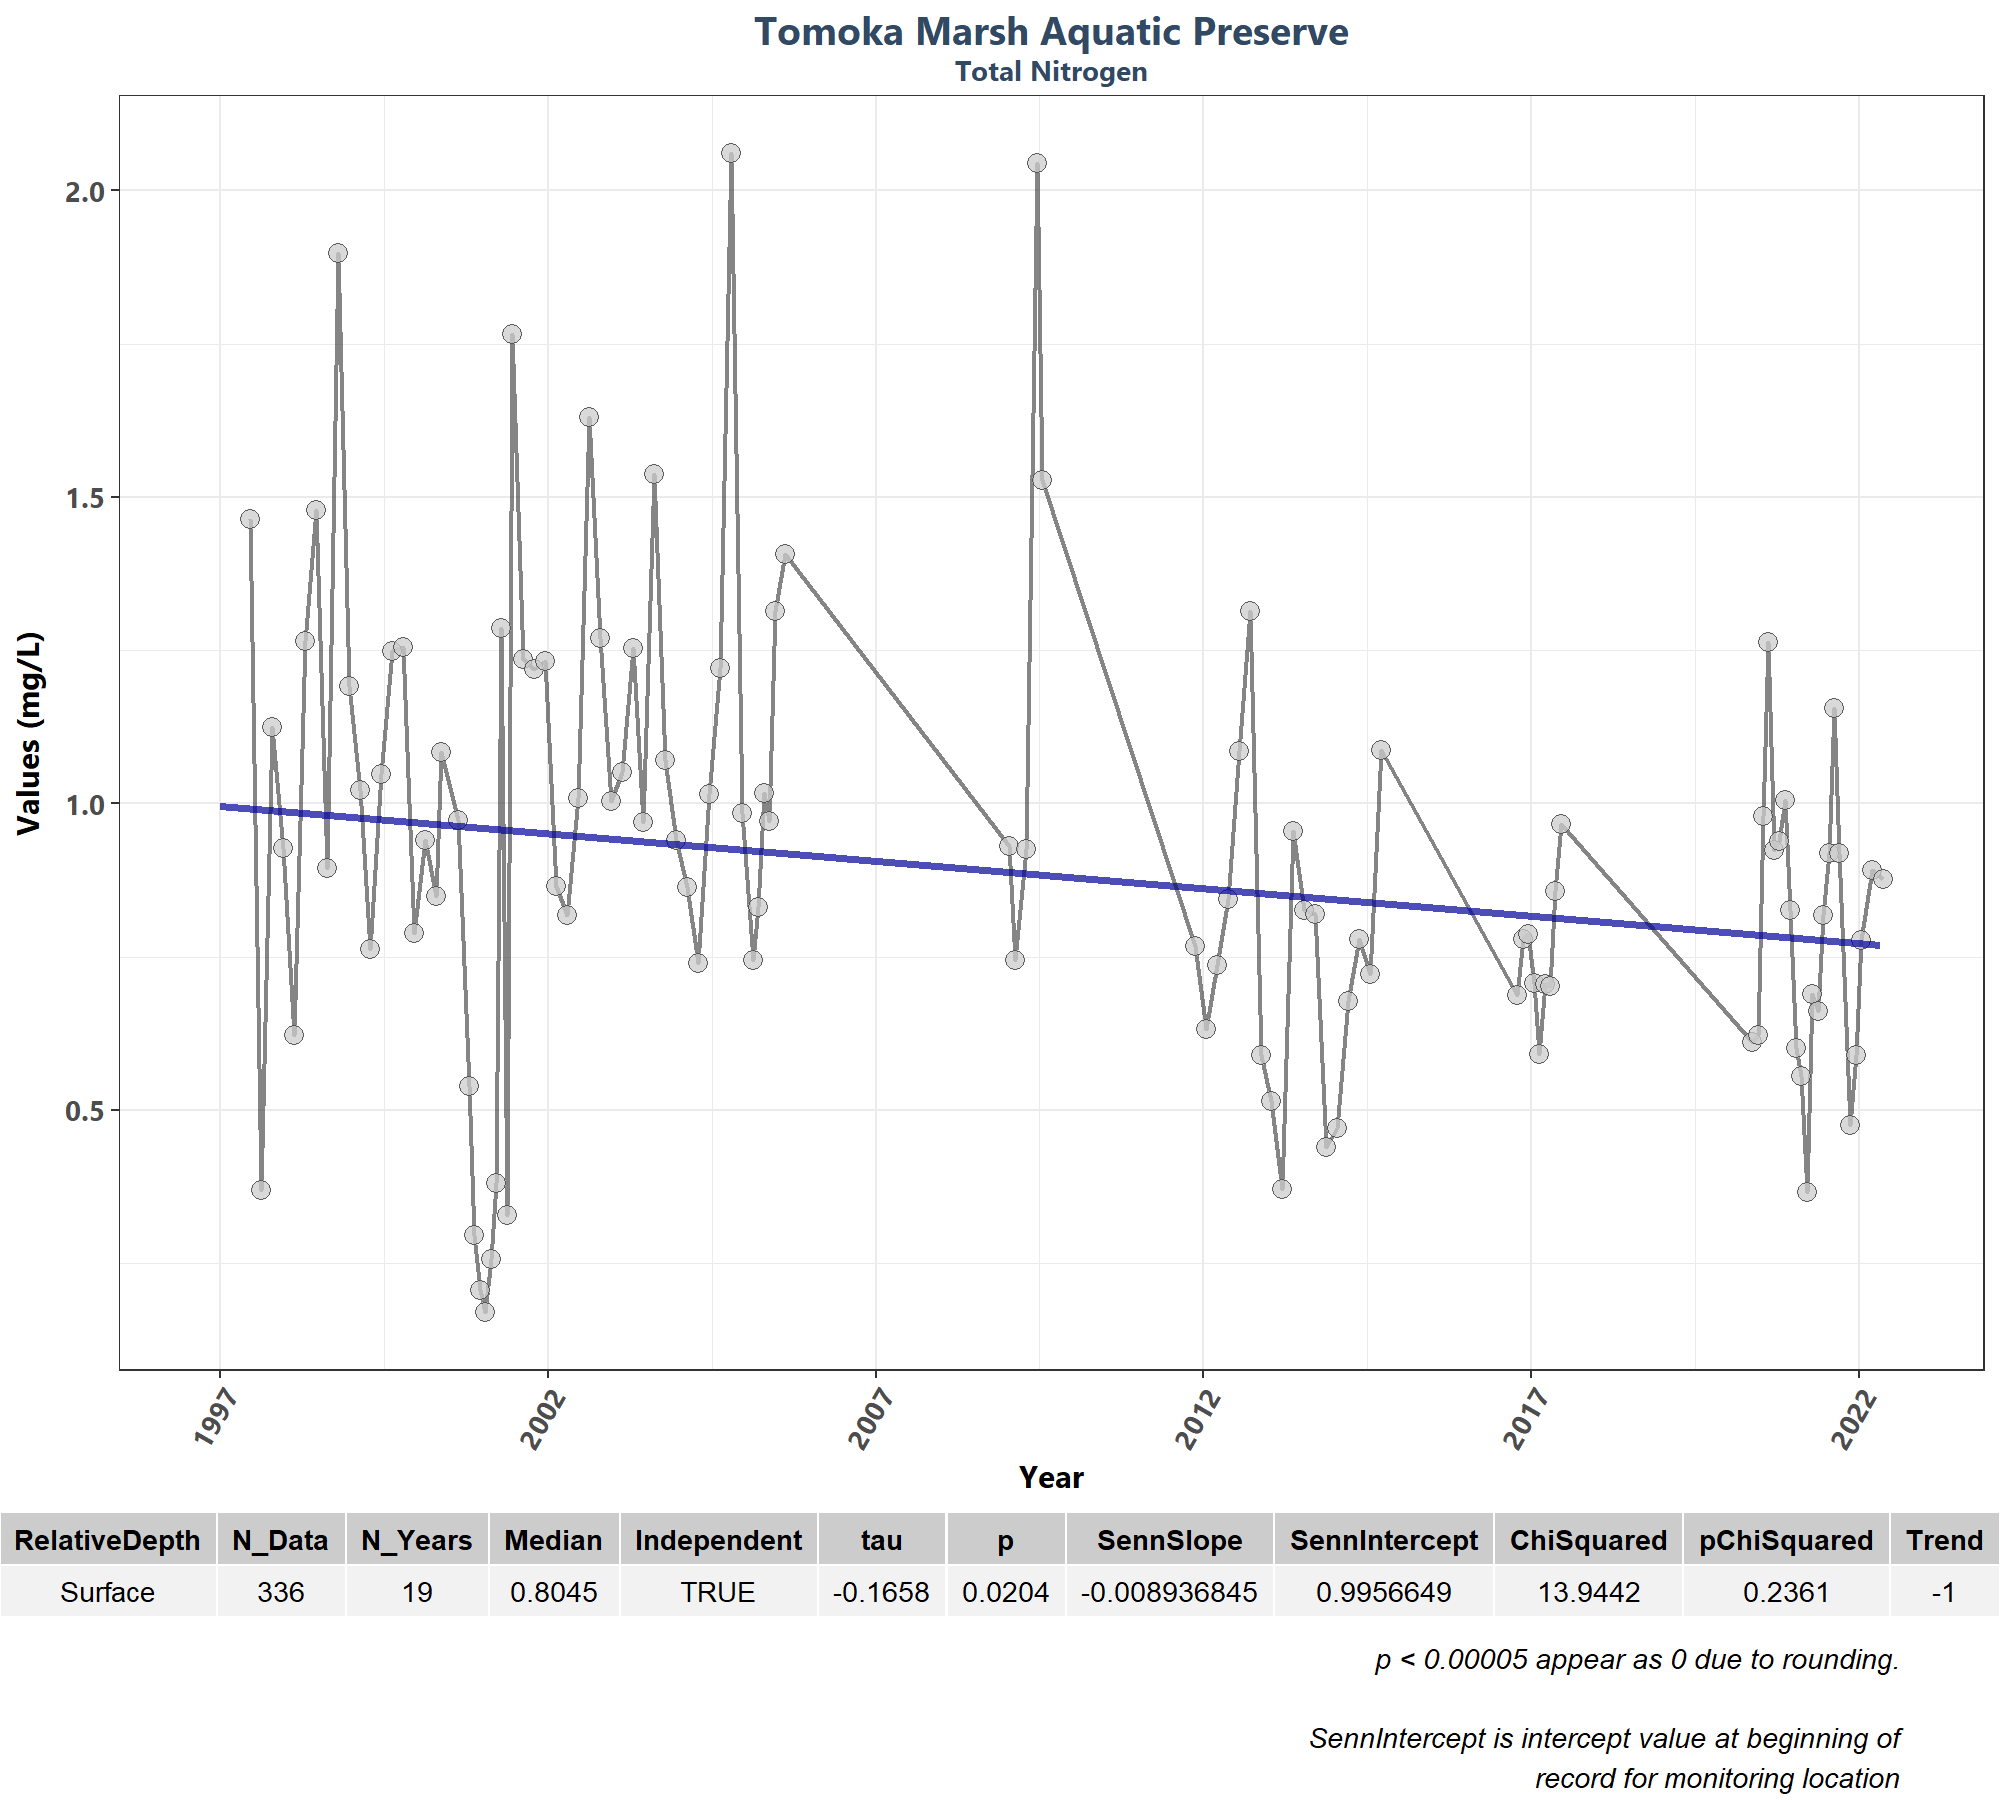 Tomoka Marsh Aquatic Preserve
Total Nitrogen
Values (mg/L)
2.0
1.5
1.0
0.5
1997
2002
2007
2012
2017
2022
Year
RelativeDepth N_Data N_Years Median Independent tau p SennSlope SennIntercept ChiSquared pChiSquared Trend
Surface 336 19 0.8045 TRUE -0.1658 0.0204 -0.008936845 0.9956649 13.9442 0.2361 -1
p < 0.00005 appear as 0 due to rounding.
SennIntercept is intercept value at beginning of
record for monitoring location